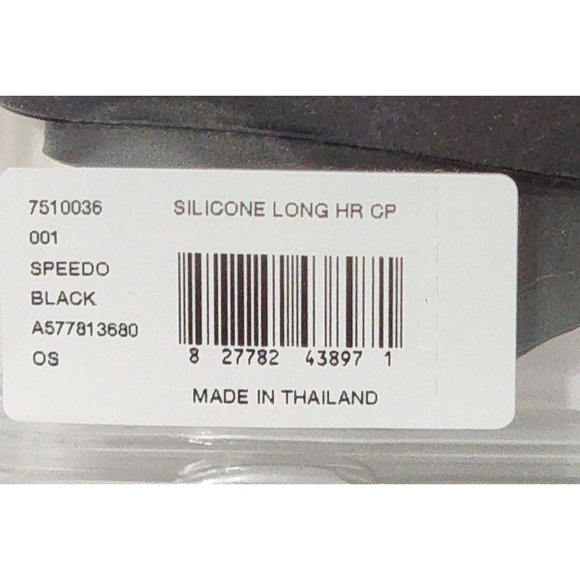 7510036
001
SPEEDO
BLACK
A577813680
OS
SILICONE LONG HR CP
8 27782 43897 1
MADE IN THAILAND